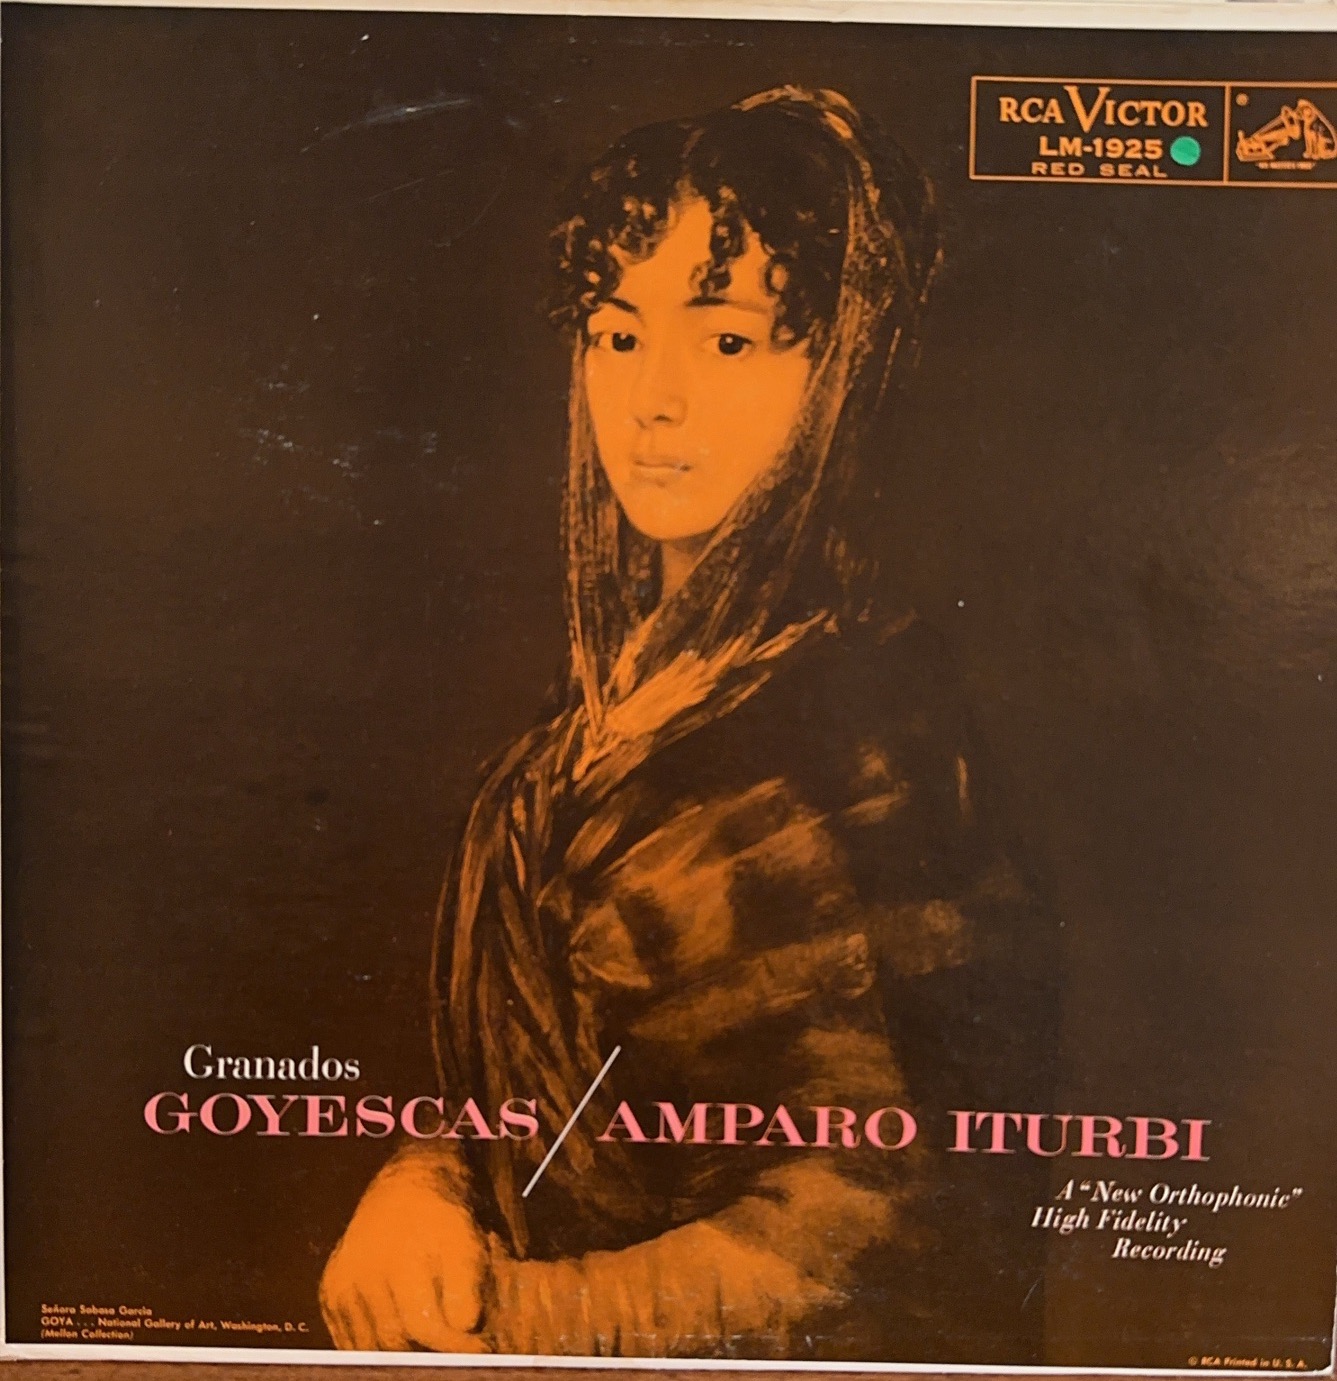 RCA VICTOR
LM-1925
RED SEAL
Granados
GOYESCAS/AMPARO ITURBI
A “New Orthophonic”
High Fidelity
Recording
Señora Sabasa Garcia
GOYA . . . National Gallery of Art, Washington, D. C.
(Mellon Collection)
© RCA Printed in U. S. A.